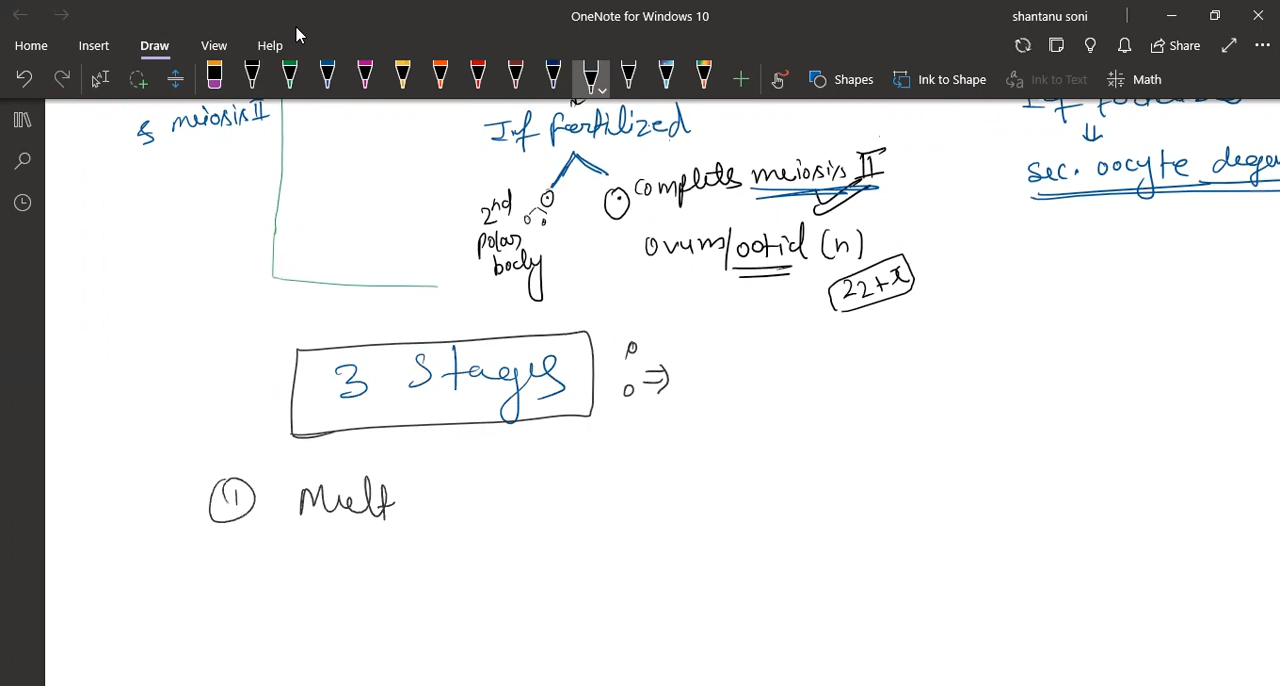 OneNote for Windows 10
shantanu soni
Home Insert Draw View Help
Share
Shapes Ink to Shape Ink to Text Math
& meiosis II
If fertilized
⇓
sec. oocyte dege
complete meiosis II
2nd polar body
ovum/ootid (n)
22+X
3 Stages :⇒
① Mult